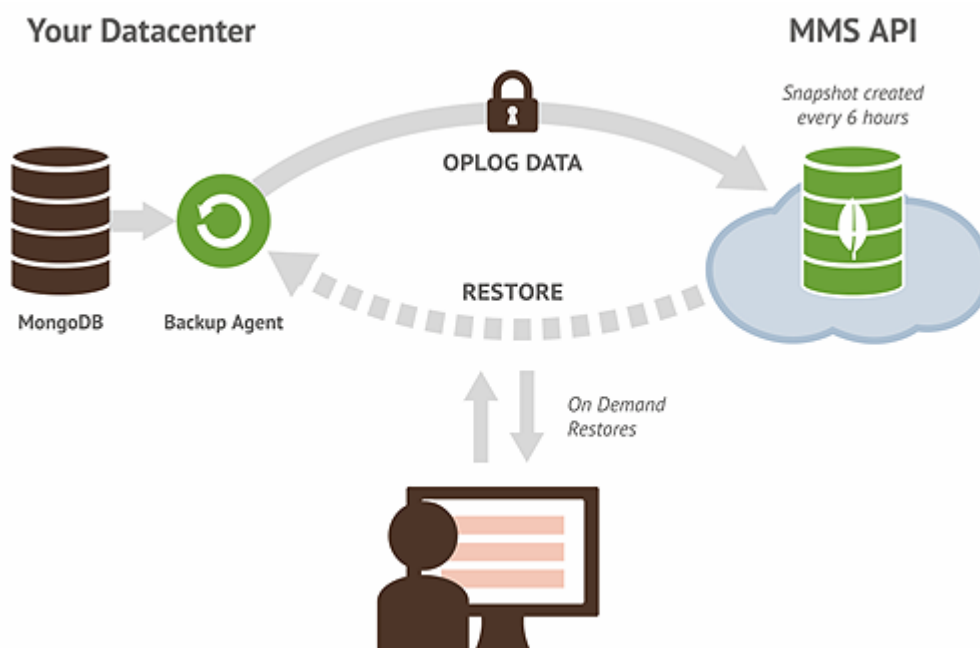 Your Datacenter
MMS API
Snapshot created
every 6 hours
OPLOG DATA
RESTORE
MongoDB
Backup Agent
On Demand
Restores